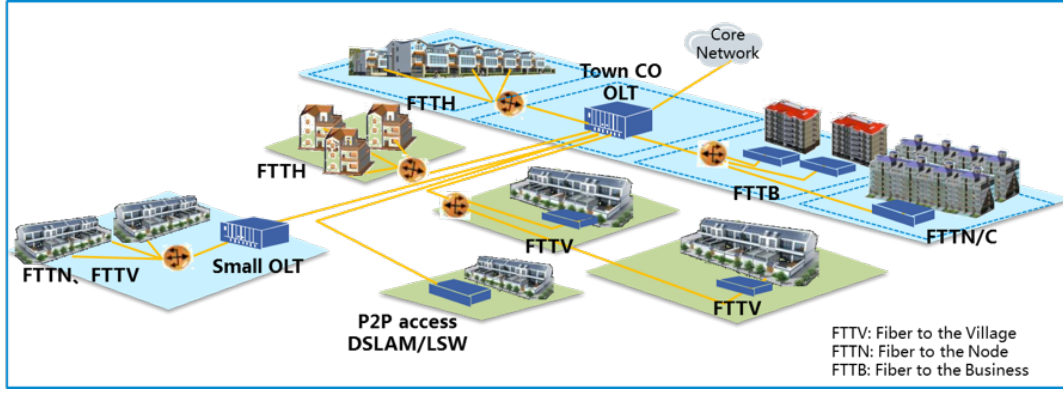 Core
Network
Town CO
OLT
FTTH
FTTH
FTTB
FTTN/C
FTTV
FTTN、FTTV
Small OLT
FTTV
P2P access
DSLAM/LSW
FTTV: Fiber to the Village
FTTN: Fiber to the Node
FTTB: Fiber to the Business